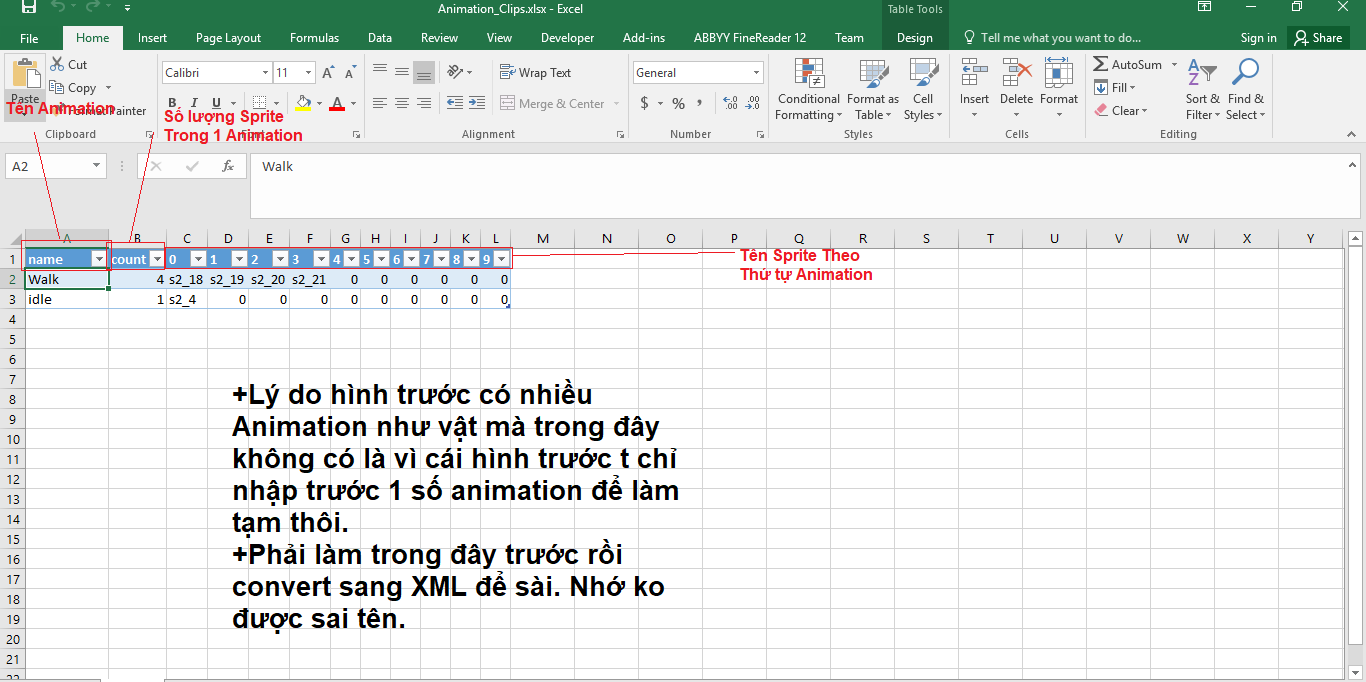 Animation_Clips.xlsx - Excel
Table Tools
File Home Insert Page Layout Formulas Data Review View Developer Add-ins ABBYY FineReader 12 Team Design Tell me what you want to do... Sign in Share
Cut
Copy
Paste
Format Painter
Clipboard
Calibri 11
B I U
Wrap Text
Merge & Center
Alignment
General
$ % ,
Number
Conditional Formatting
Format as Table
Cell Styles
Styles
Insert Delete Format
Cells
AutoSum
Fill
Clear
Sort & Filter
Find & Select
Editing
Tên Animation
Số lượng Sprite
Trong 1 Animation
A2 fx Walk
A B C D E F G H I J K L M N O P Q R S T U V W X Y
1 name count 0 1 2 3 4 5 6 7 8 9
2 Walk 4 s2_18 s2_19 s2_20 s2_21 0 0 0 0 0 0
3 idle 1 s2_4 0 0 0 0 0 0 0 0 0
Tên Sprite Theo
Thứ tự Animation
4
5
6
7
8
9
10
11
12
13
14
15
16
17
18
19
20
21
22
+Lý do hình trước có nhiều
Animation như vật mà trong đây
không có là vì cái hình trước t chỉ
nhập trước 1 số animation để làm
tạm thôi.
+Phải làm trong đây trước rồi
convert sang XML để sài. Nhớ ko
được sai tên.